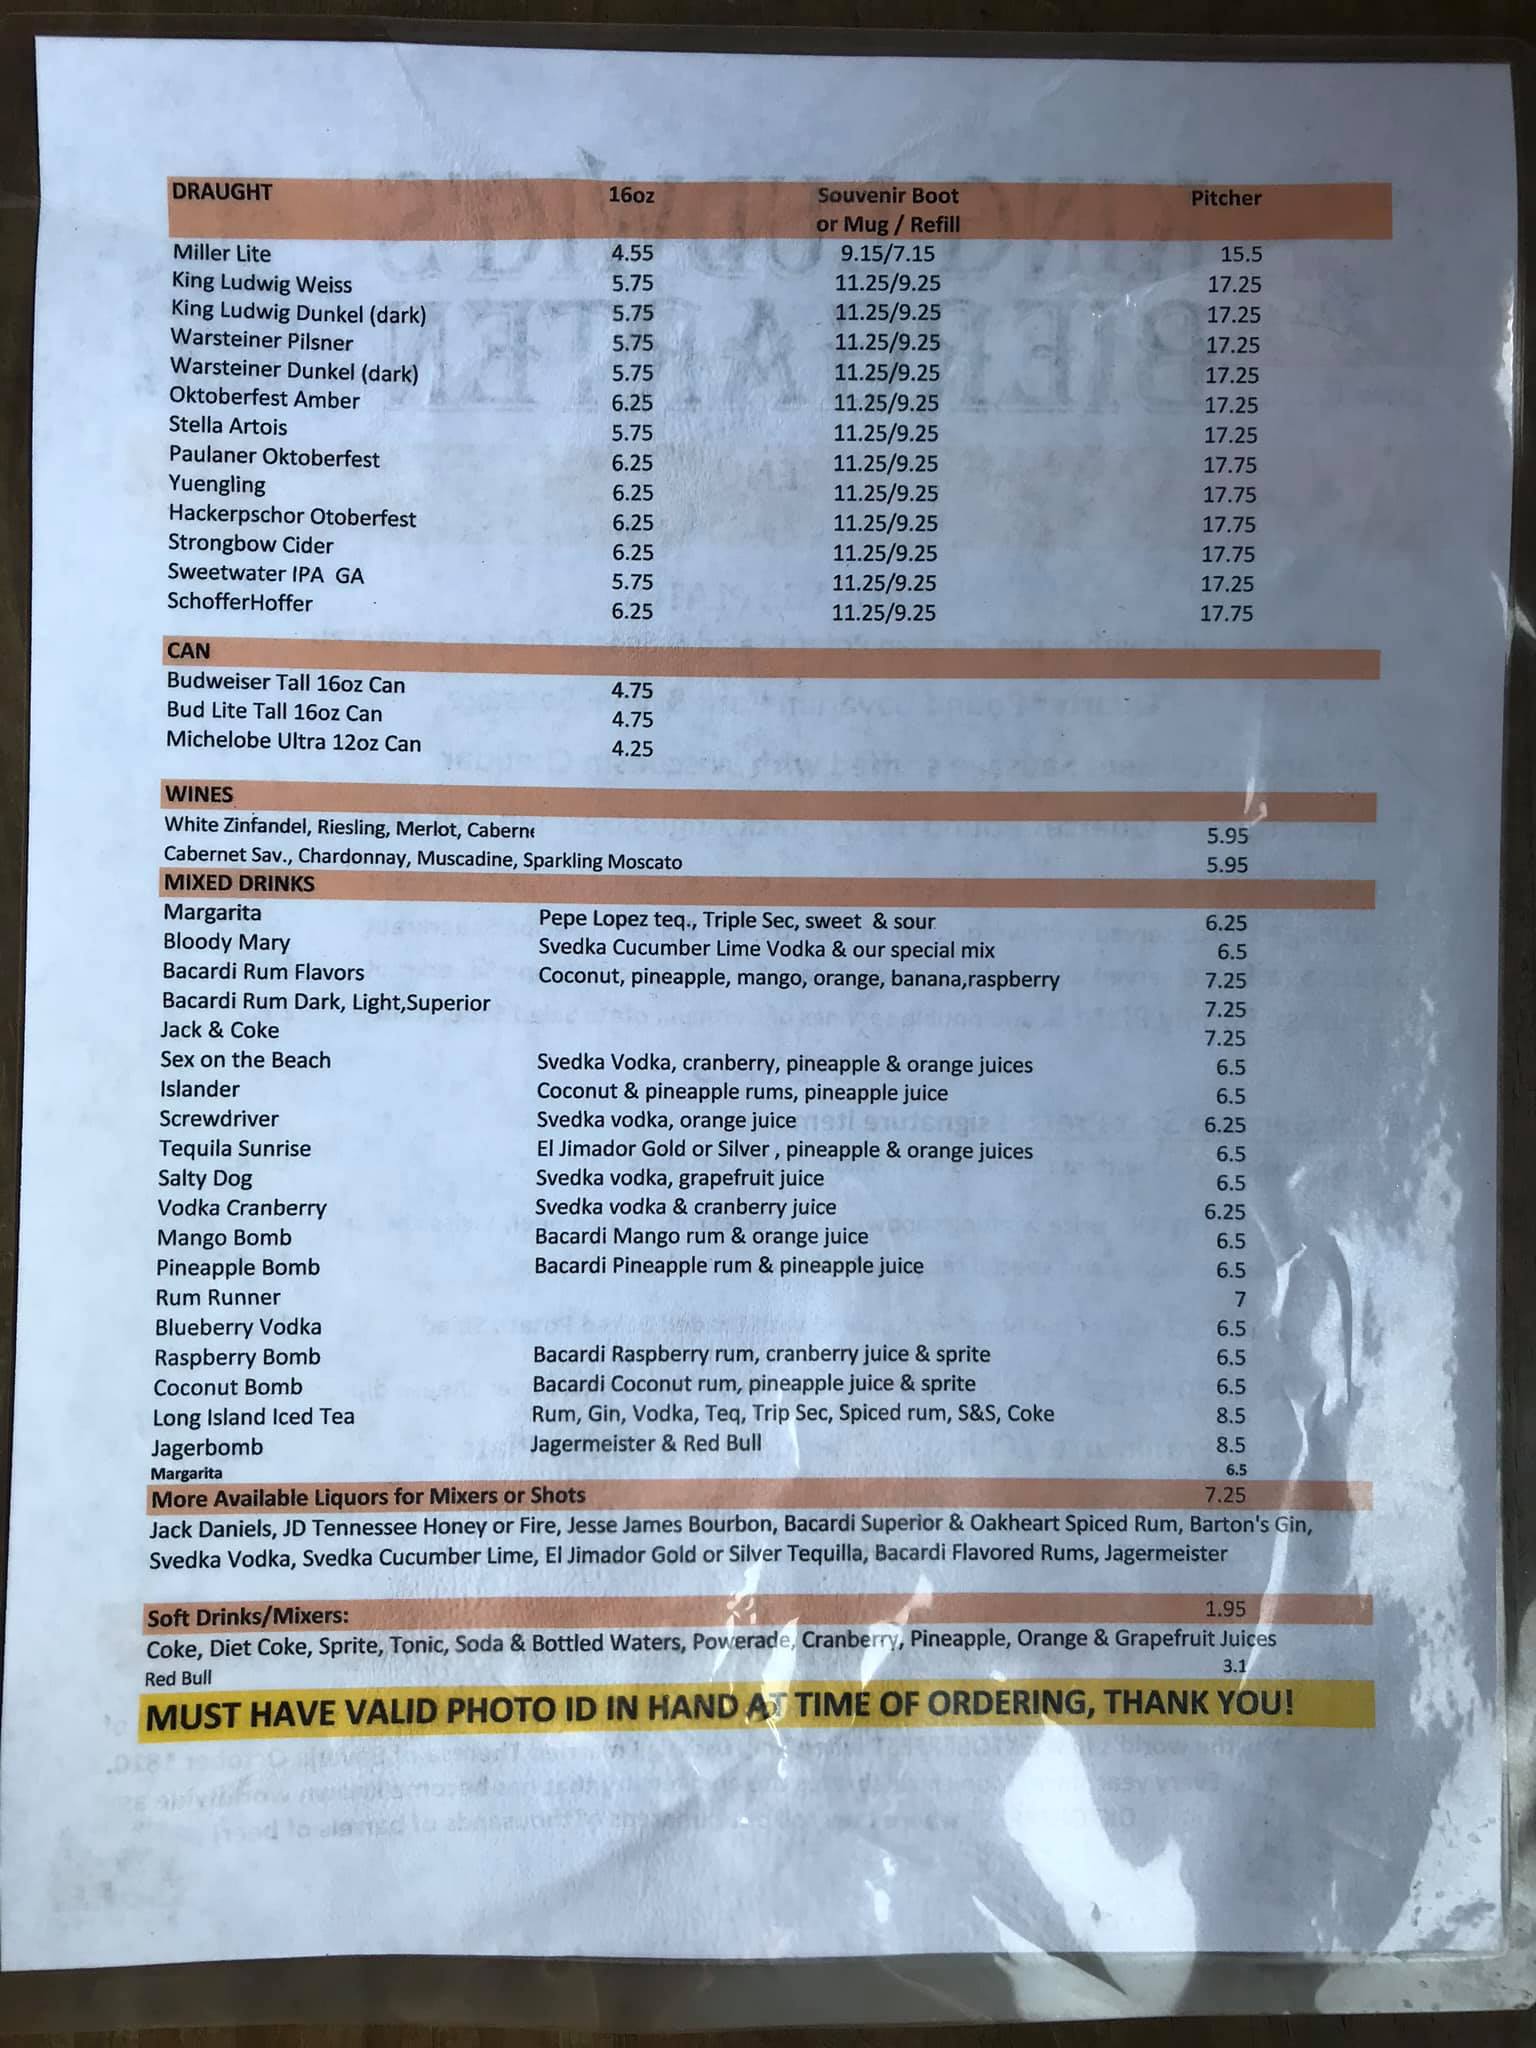 DRAUGHT 16oz Souvenir Boot Pitcher
or Mug / Refill
Miller Lite 4.55 9.15/7.15 15.5
King Ludwig Weiss 5.75 11.25/9.25 17.25
King Ludwig Dunkel (dark) 5.75 11.25/9.25 17.25
Warsteiner Pilsner 5.75 11.25/9.25 17.25
Warsteiner Dunkel (dark) 5.75 11.25/9.25 17.25
Oktoberfest Amber 6.25 11.25/9.25 17.25
Stella Artois 5.75 11.25/9.25 17.25
Paulaner Oktoberfest 6.25 11.25/9.25 17.75
Yuengling 6.25 11.25/9.25 17.75
Hackerpschor Otoberfest 6.25 11.25/9.25 17.75
Strongbow Cider 6.25 11.25/9.25 17.75
Sweetwater IPA GA 5.75 11.25/9.25 17.25
SchofferHoffer 6.25 11.25/9.25 17.75
CAN
Budweiser Tall 16oz Can 4.75
Bud Lite Tall 16oz Can 4.75
Michelobe Ultra 12oz Can 4.25
WINES
White Zinfandel, Riesling, Merlot, Caberne 5.95
Cabernet Sav., Chardonnay, Muscadine, Sparkling Moscato 5.95
MIXED DRINKS
Margarita Pepe Lopez teq., Triple Sec, sweet & sour 6.25
Bloody Mary Svedka Cucumber Lime Vodka & our special mix 6.5
Bacardi Rum Flavors Coconut, pineapple, mango, orange, banana,raspberry 7.25
Bacardi Rum Dark, Light,Superior 7.25
Jack & Coke 7.25
Sex on the Beach Svedka Vodka, cranberry, pineapple & orange juices 6.5
Islander Coconut & pineapple rums, pineapple juice 6.5
Screwdriver Svedka vodka, orange juice 6.25
Tequila Sunrise El Jimador Gold or Silver , pineapple & orange juices 6.5
Salty Dog Svedka vodka, grapefruit juice 6.5
Vodka Cranberry Svedka vodka & cranberry juice 6.25
Mango Bomb Bacardi Mango rum & orange juice 6.5
Pineapple Bomb Bacardi Pineapple rum & pineapple juice 6.5
Rum Runner 7
Blueberry Vodka 6.5
Raspberry Bomb Bacardi Raspberry rum, cranberry juice & sprite 6.5
Coconut Bomb Bacardi Coconut rum, pineapple juice & sprite 6.5
Long Island Iced Tea Rum, Gin, Vodka, Teq, Trip Sec, Spiced rum, S&S, Coke 8.5
Jagerbomb Jagermeister & Red Bull 8.5
Margarita 6.5
More Available Liquors for Mixers or Shots 7.25
Jack Daniels, JD Tennessee Honey or Fire, Jesse James Bourbon, Bacardi Superior & Oakheart Spiced Rum, Barton's Gin,
Svedka Vodka, Svedka Cucumber Lime, El Jimador Gold or Silver Tequilla, Bacardi Flavored Rums, Jagermeister
Soft Drinks/Mixers: 1.95
Coke, Diet Coke, Sprite, Tonic, Soda & Bottled Waters, Powerade, Cranberry, Pineapple, Orange & Grapefruit Juices
Red Bull 3.1
MUST HAVE VALID PHOTO ID IN HAND AT TIME OF ORDERING, THANK YOU!